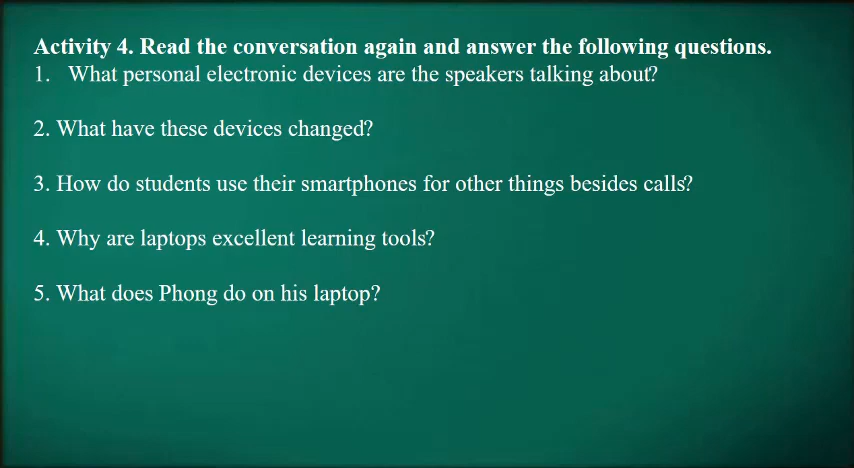 Activity 4. Read the conversation again and answer the following questions.
1. What personal electronic devices are the speakers talking about?
2. What have these devices changed?
3. How do students use their smartphones for other things besides calls?
4. Why are laptops excellent learning tools?
5. What does Phong do on his laptop?